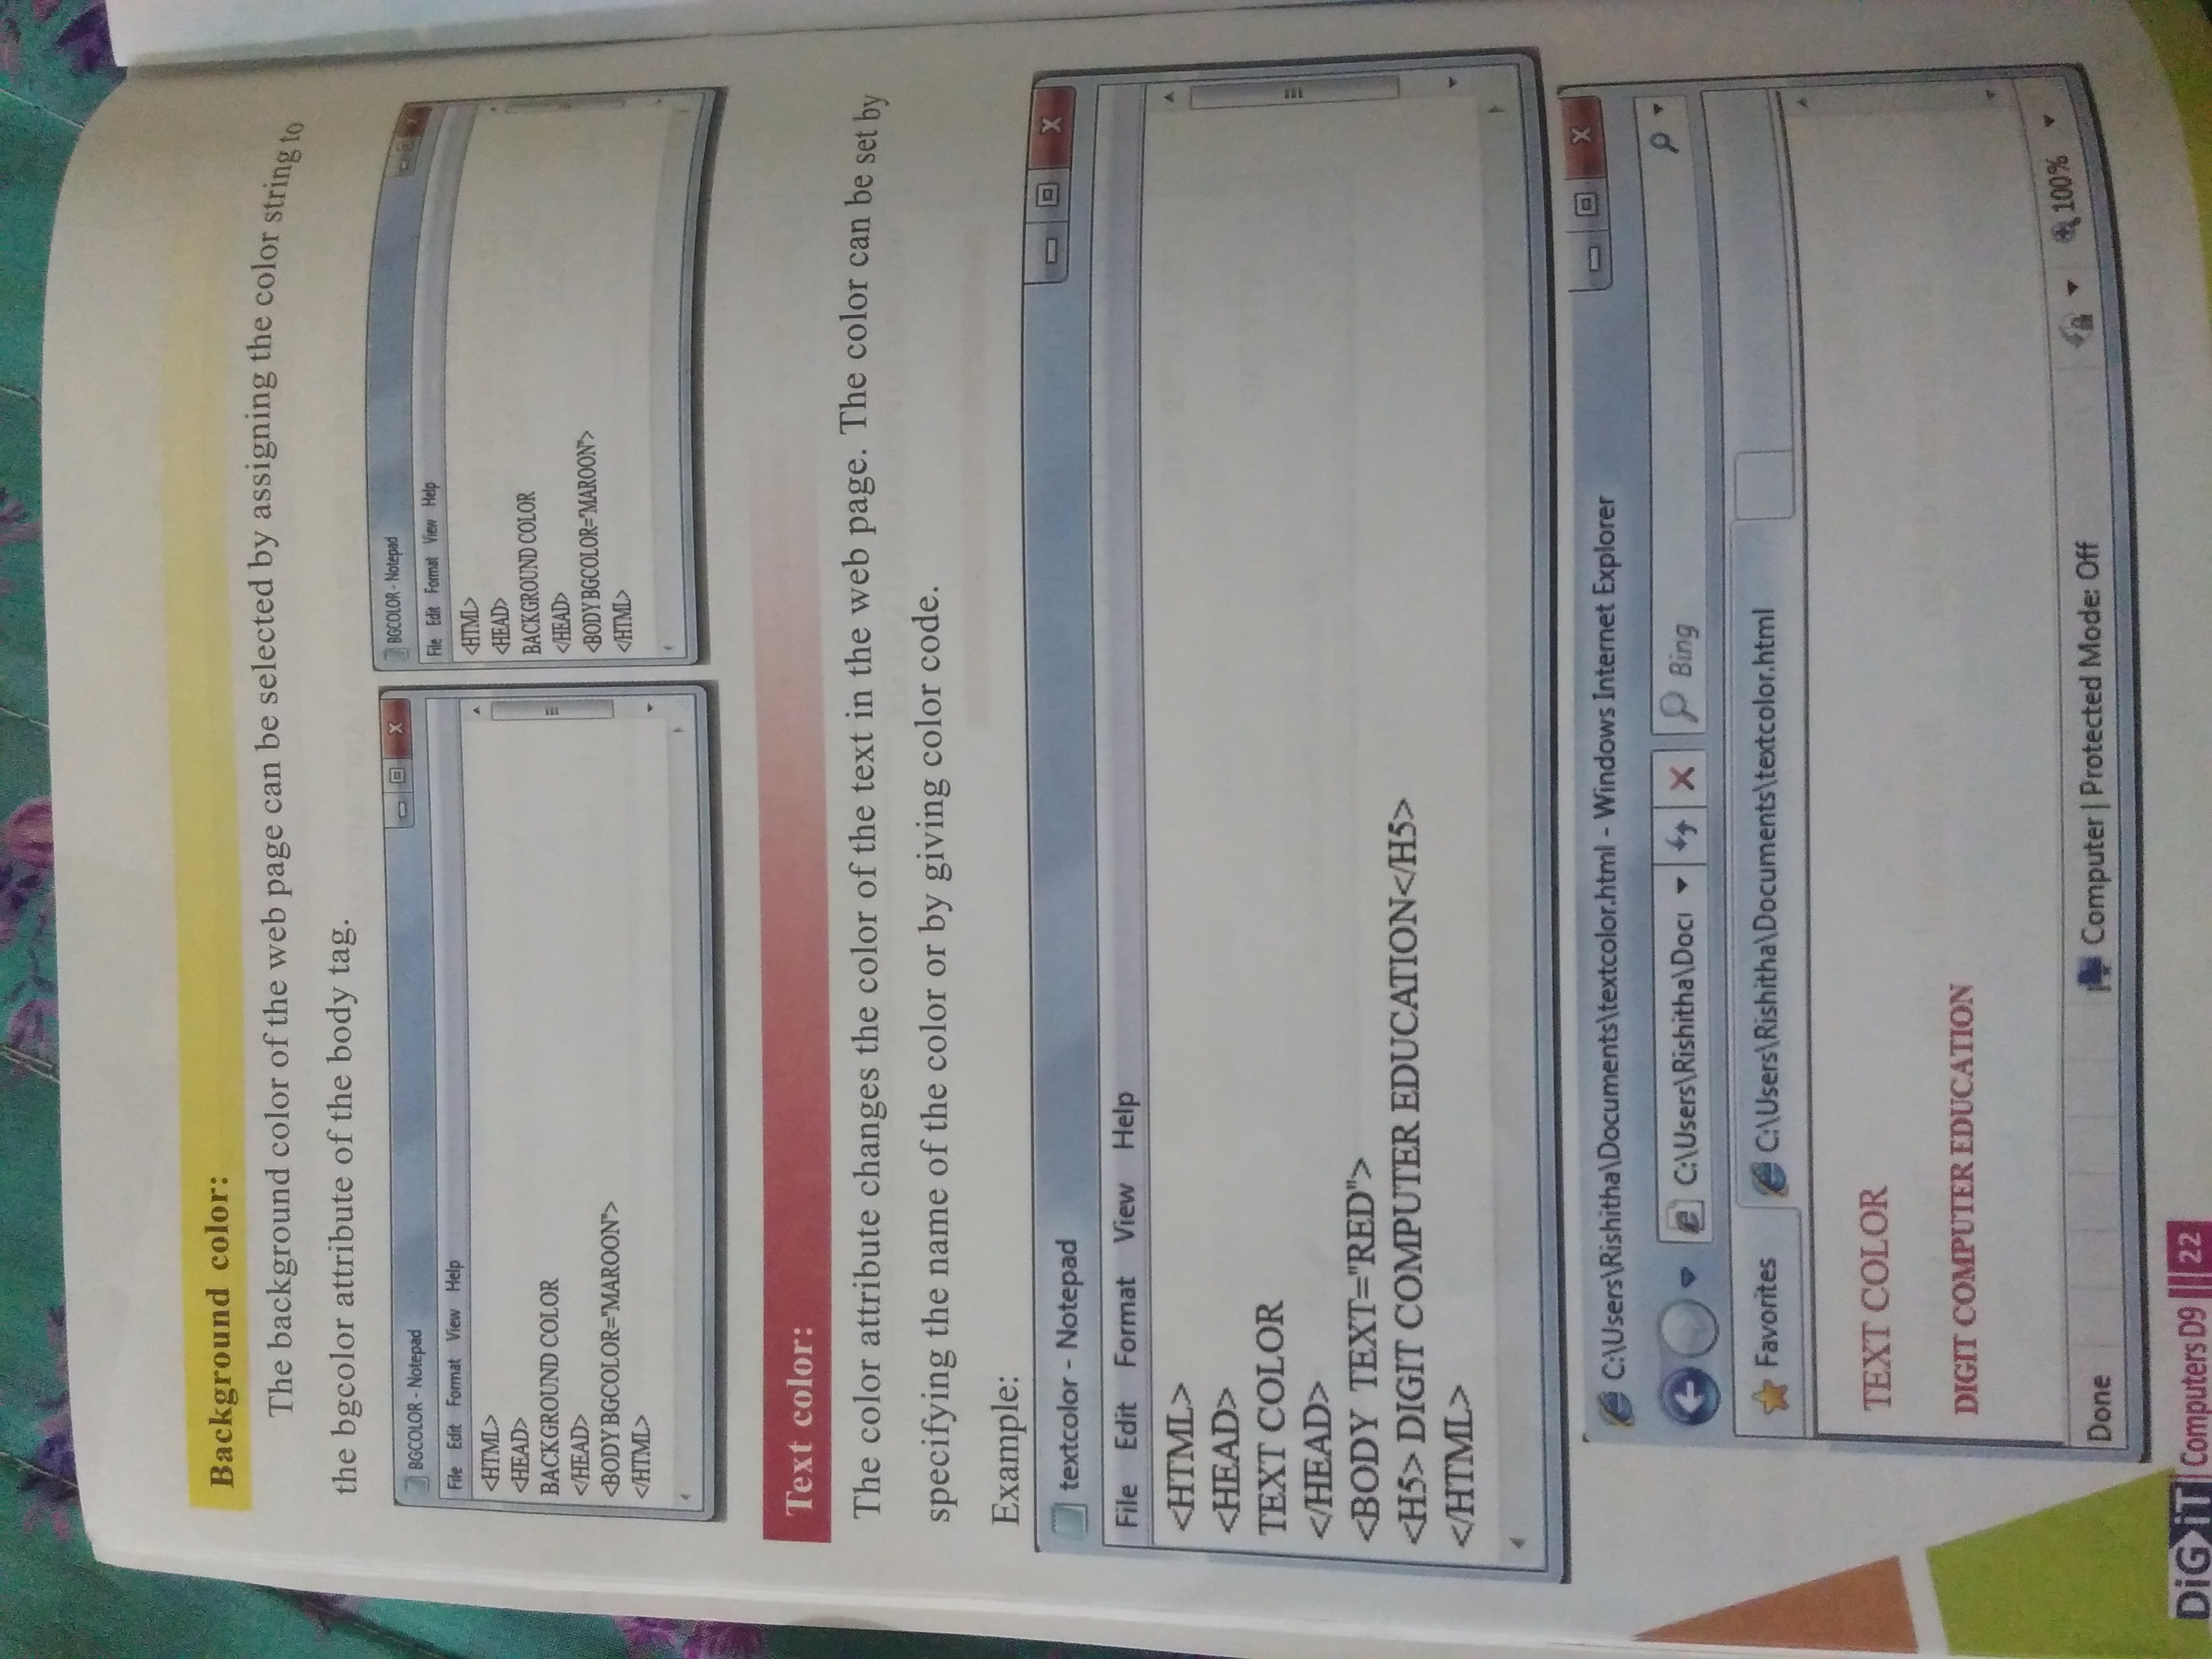 Background color:
The background color of the web page can be selected by assigning the color string to
the bgcolor attribute of the body tag.
BGCOLOR - Notepad
File Edit Format View Help
<HTML>
<HEAD>
BACKGROUND COLOR
</HEAD>
<BODY BGCOLOR="MAROON">
</HTML>
BGCOLOR - Notepad
File Edit Format View Help
<HTML>
<HEAD>
BACKGROUND COLOR
</HEAD>
<BODY BGCOLOR="MAROON">
</HTML>
Text color:
The color attribute changes the color of the text in the web page. The color can be set by
specifying the name of the color or by giving color code.
Example:
textcolor - Notepad
File Edit Format View Help
<HTML>
<HEAD>
TEXT COLOR
</HEAD>
<BODY TEXT="RED">
<H5> DIGIT COMPUTER EDUCATION</H5>
</HTML>
C:\Users\Rishitha\Documents\textcolor.html - Windows Internet Explorer
C:\Users\Rishitha\Docu Bing
Favorites C:\Users\Rishitha\Documents\textcolor.html
TEXT COLOR
DIGIT COMPUTER EDUCATION
Done Computer | Protected Mode: Off 100%
DiGiT Computers D9 22